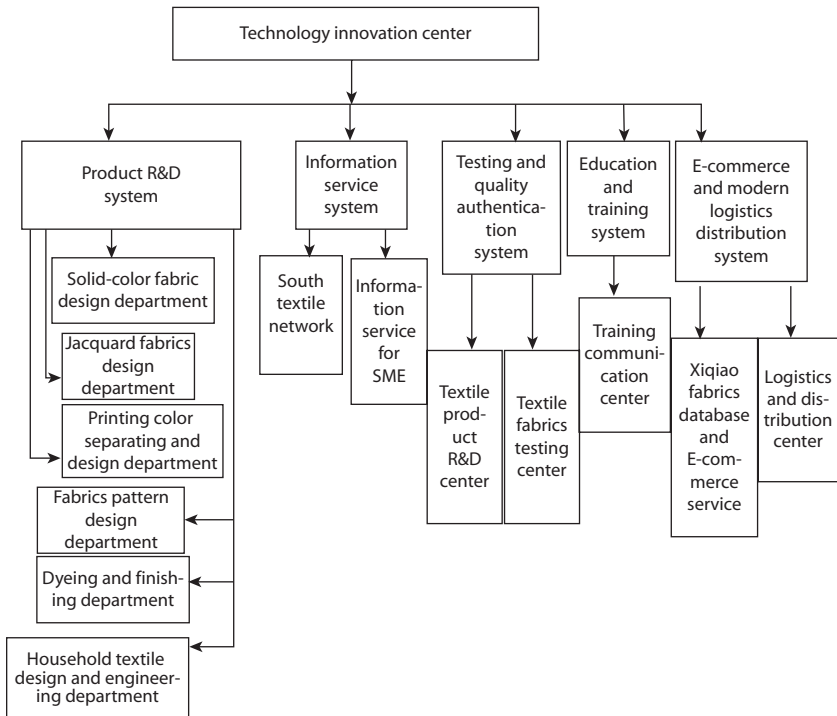 Technology innovation center
Product R&D
system
Information
service
system
Testing and
quality
authentica-
tion
system
Education
and
training
system
E-commerce
and modern
logistics
distribution
system
Solid-color fabric
design department
Jacquard fabrics
design
department
Printing color
separating and
design department
Fabrics pattern
design
department
Dyeing and finish-
ing department
Household textile
design and engineer-
ing department
South
textile
network
Informa-
tion
service
for
SME
Textile
product
R&D
center
Textile
fabrics
testing
center
Training
communi-
cation
center
Xiqiao
fabrics
database
and
E-com-
merce
service
Logistics
and dis-
tribution
center